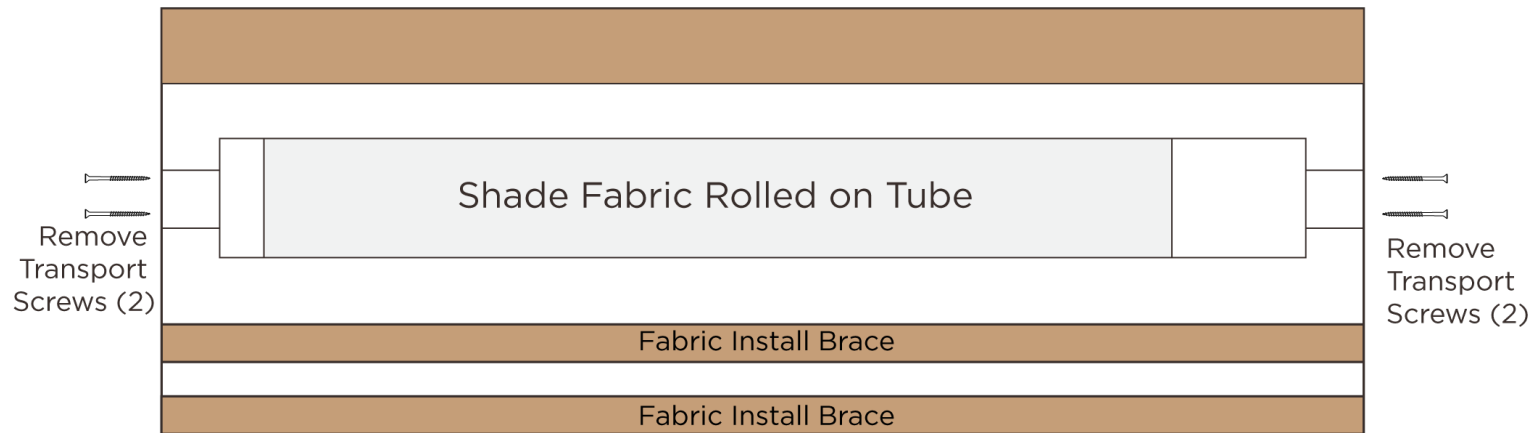 Shade Fabric Rolled on Tube
Remove
Transport
Screws (2)
Remove
Transport
Screws (2)
Fabric Install Brace
Fabric Install Brace